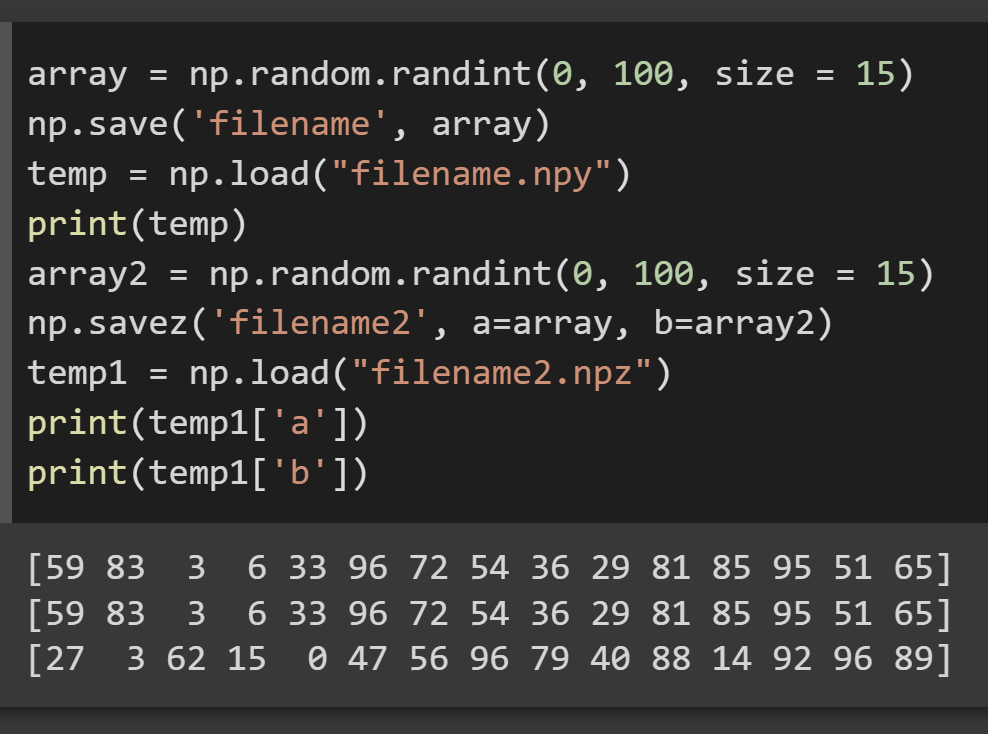 array = np.random.randint(0, 100, size = 15)
np.save('filename', array)
temp = np.load("filename.npy")
print(temp)
array2 = np.random.randint(0, 100, size = 15)
np.savez('filename2', a=array, b=array2)
temp1 = np.load("filename2.npz")
print(temp1['a'])
print(temp1['b'])
[59 83  3  6 33 96 72 54 36 29 81 85 95 51 65]
[59 83  3  6 33 96 72 54 36 29 81 85 95 51 65]
[27  3 62 15  0 47 56 96 79 40 88 14 92 96 89]